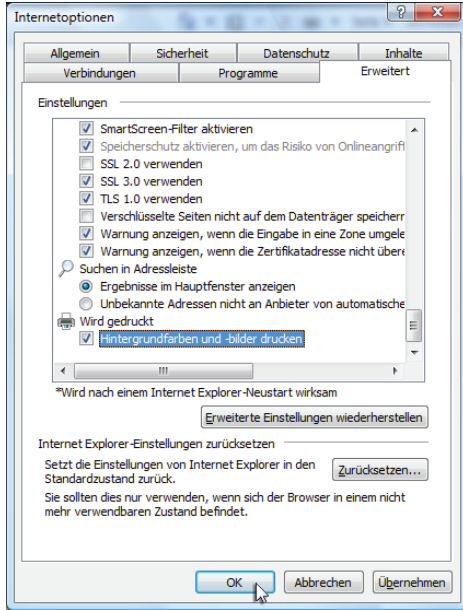 Internetoptionen
Allgemein Sicherheit Datenschutz Inhalte
Verbindungen Programme Erweitert
Einstellungen
SmartScreen-Filter aktivieren
Speicherschutz aktivieren, um das Risiko von Onlineangriff
SSL 2.0 verwenden
SSL 3.0 verwenden
TLS 1.0 verwenden
Verschlüsselte Seiten nicht auf dem Datenträger speichern
Warnung anzeigen, wenn die Eingabe in eine Zone umgele
Warnung anzeigen, wenn die Zertifikatadresse nicht übere
Suchen in Adressleiste
Ergebnisse im Hauptfenster anzeigen
Unbekannte Adressen nicht an Anbieter von automatische
Wird gedruckt
Hintergrundfarben und -bilder drucken
*Wird nach einem Internet Explorer-Neustart wirksam
Erweiterte Einstellungen wiederherstellen
Internet Explorer-Einstellungen zurücksetzen
Setzt die Einstellungen von Internet Explorer in den
Standardzustand zurück.
Zurücksetzen...
Sie sollten dies nur verwenden, wenn sich der Browser in einem nicht
mehr verwendbaren Zustand befindet.
OK Abbrechen Übernehmen